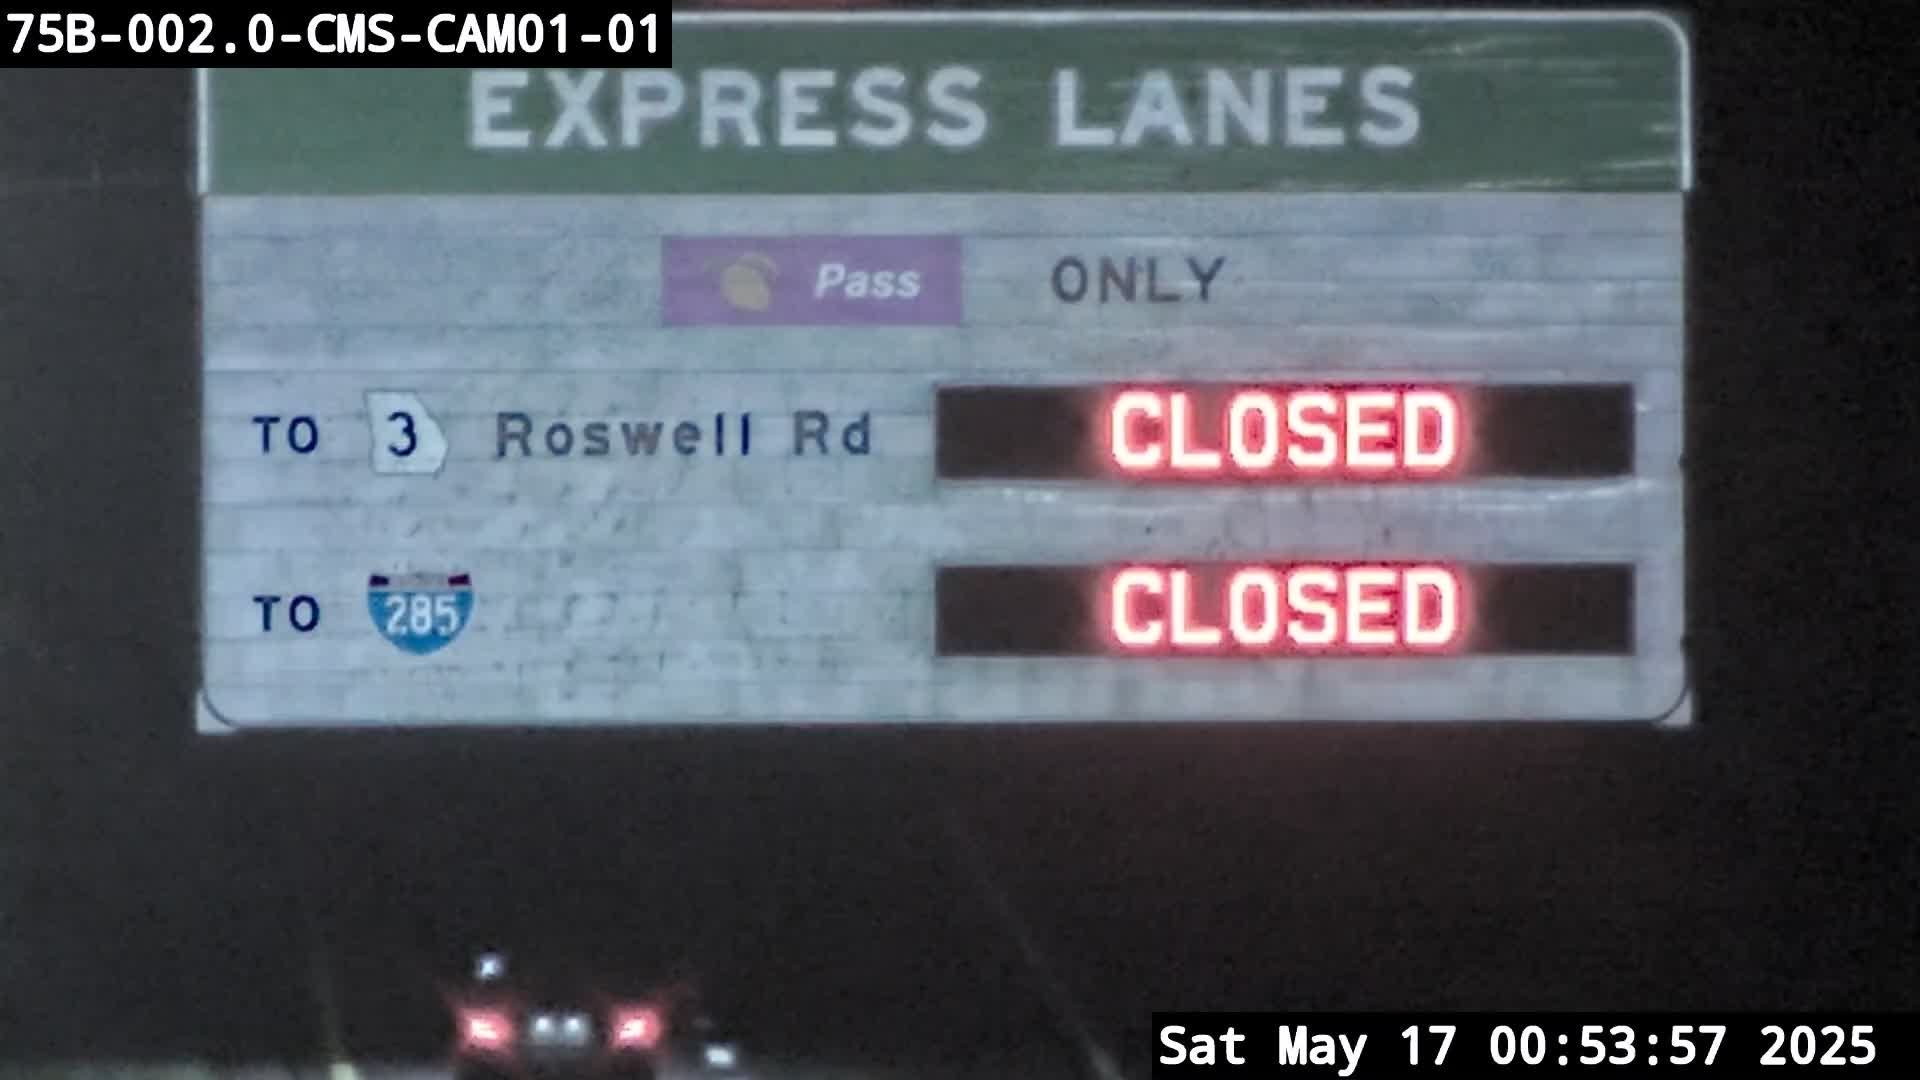 75B-002.0-CMS-CAM01-01
EXPRESS LANES
Pass ONLY
TO 3 Roswell Rd CLOSED
TO 285 CLOSED
Sat May 17 00:53:57 2025